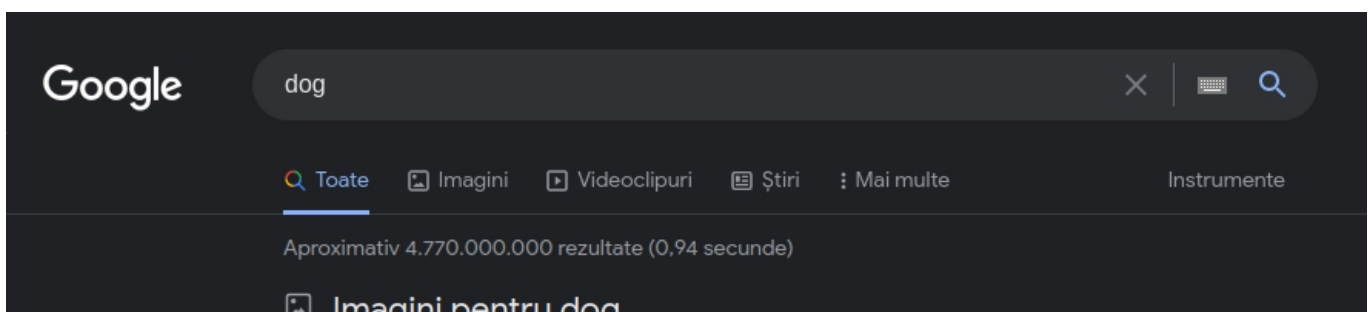 Google dog
Toate Imagini Videoclipuri Știri Mai multe Instrumente
Aproximativ 4.770.000.000 rezultate (0,94 secunde)
Imagini pentru dog